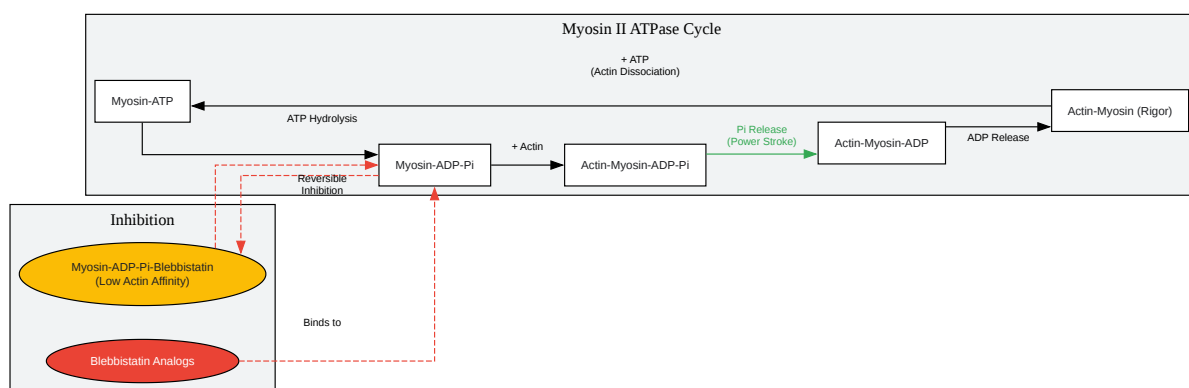 Myosin II ATPase Cycle
+ ATP
(Actin Dissociation)
Myosin-ATP
Actin-Myosin (Rigor)
ATP Hydrolysis
Pi Release
(Power Stroke)
Actin-Myosin-ADP
ADP Release
+ Actin
Myosin-ADP-Pi
Actin-Myosin-ADP-Pi
Reversible
Inhibition
Inhibition
Myosin-ADP-Pi-Blebbistatin
(Low Actin Affinity)
Binds to
Blebbistatin Analogs